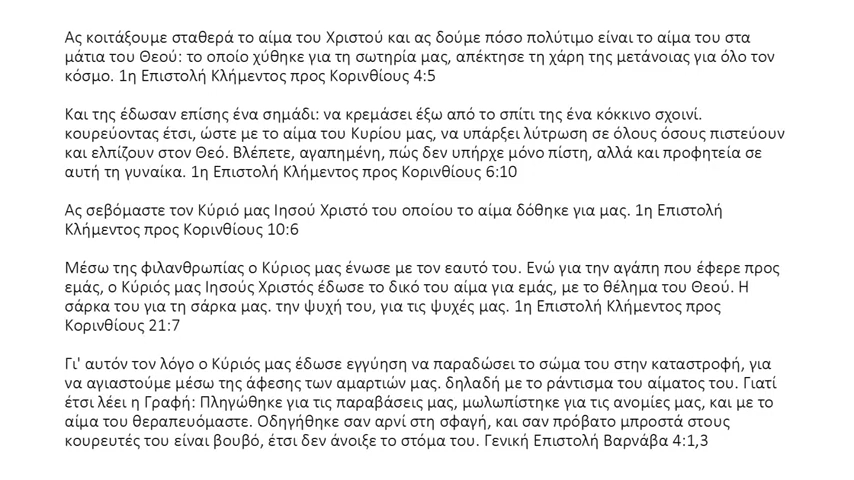 Ας κοιτάξουμε σταθερά το αίμα του Χριστού και ας δούμε πόσο πολύτιμο είναι το αίμα του στα
μάτια του Θεού: το οποίο χύθηκε για τη σωτηρία μας, απέκτησε τη χάρη της μετάνοιας για όλο τον
κόσμο. 1η Επιστολή Κλήμεντος προς Κορινθίους 4:5
Και της έδωσαν επίσης ένα σημάδι: να κρεμάσει έξω από το σπίτι της ένα κόκκινο σχοινί.
κουρεύοντας έτσι, ώστε με το αίμα του Κυρίου μας, να υπάρξει λύτρωση σε όλους όσους πιστεύουν
και ελπίζουν στον Θεό. Βλέπετε, αγαπημένη, πώς δεν υπήρχε μόνο πίστη, αλλά και προφητεία σε
αυτή τη γυναίκα. 1η Επιστολή Κλήμεντος προς Κορινθίους 6:10
Ας σεβόμαστε τον Κύριό μας Ιησού Χριστό του οποίου το αίμα δόθηκε για μας. 1η Επιστολή
Κλήμεντος προς Κορινθίους 10:6
Μέσω της φιλανθρωπίας ο Κύριος μας ένωσε με τον εαυτό του. Ενώ για την αγάπη που έφερε προς
εμάς, ο Κύριός μας Ιησούς Χριστός έδωσε το δικό του αίμα για εμάς, με το θέλημα του Θεού. Η
σάρκα του για τη σάρκα μας. την ψυχή του, για τις ψυχές μας. 1η Επιστολή Κλήμεντος προς
Κορινθίους 21:7
Γι' αυτόν τον λόγο ο Κύριός μας έδωσε εγγύηση να παραδώσει το σώμα του στην καταστροφή, για
να αγιαστούμε μέσω της άφεσης των αμαρτιών μας. δηλαδή με το ράντισμα του αίματος του. Γιατί
έτσι λέει η Γραφή: Πληγώθηκε για τις παραβάσεις μας, μωλωπίστηκε για τις ανομίες μας, και με το
αίμα του θεραπευόμαστε. Οδηγήθηκε σαν αρνί στη σφαγή, και σαν πρόβατο μπροστά στους
κουρευτές του είναι βουβό, έτσι δεν άνοιξε το στόμα του. Γενική Επιστολή Βαρνάβα 4:1,3